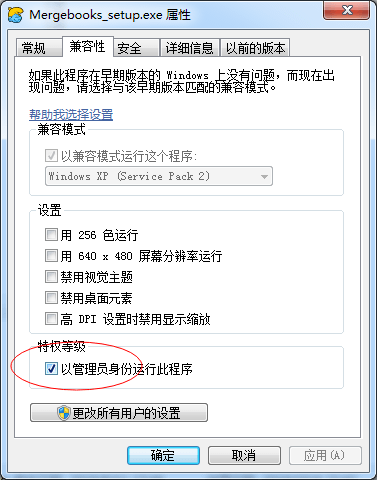 Mergebooks_setup.exe 属性
常规 兼容性 安全 详细信息 以前的版本
如果此程序在早期版本的 Windows 上没有问题，而现在出
现问题，请选择与该早期版本匹配的兼容模式。
帮助我选择设置
兼容模式
以兼容模式运行这个程序:
Windows XP (Service Pack 2)
设置
用 256 色运行
用 640 x 480 屏幕分辨率运行
禁用视觉主题
禁用桌面元素
高 DPI 设置时禁用显示缩放
特权等级
以管理员身份运行此程序
更改所有用户的设置
确定 取消 应用(A)